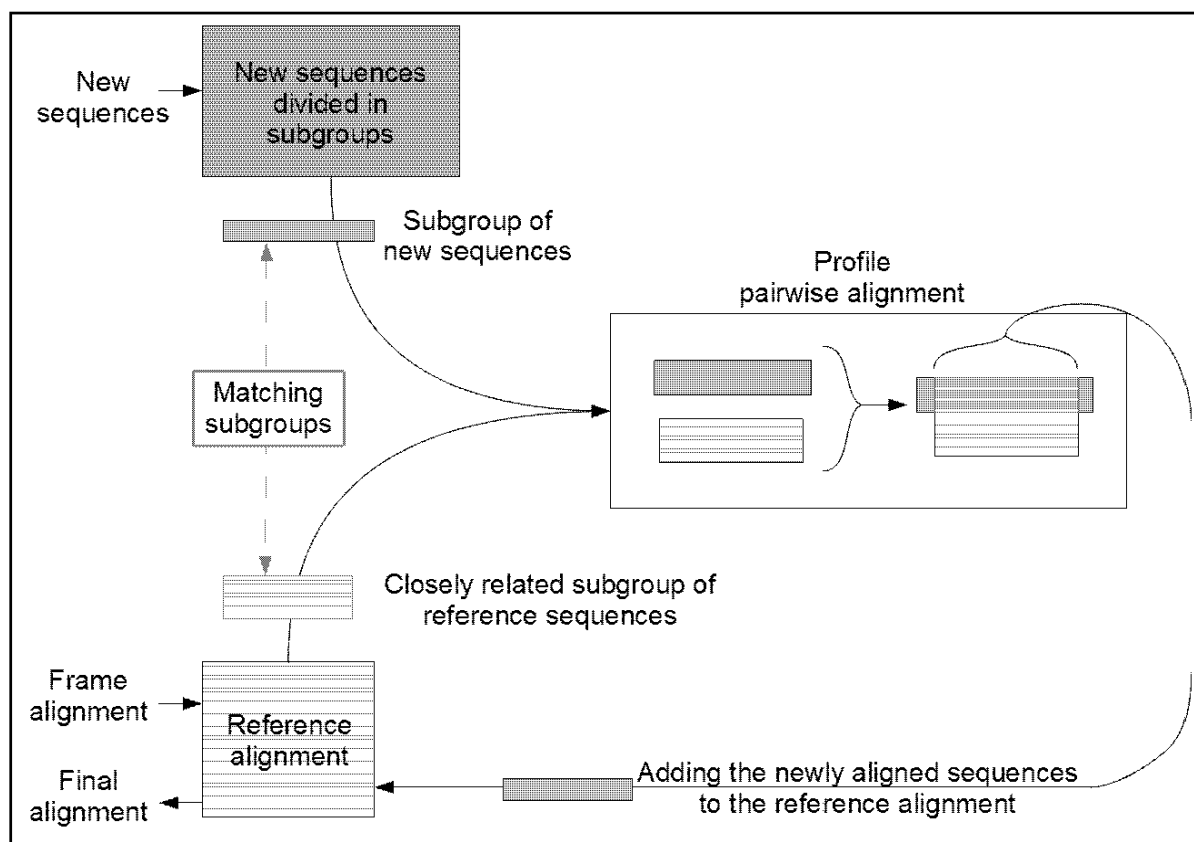 New
sequences
New sequences
divided in
subgroups
Subgroup of
new sequences
Profile
pairwise alignment
Matching
subgroups
Closely related subgroup of
reference sequences
Frame
alignment
Reference
alignment
Final
alignment
Adding the newly aligned sequences
to the reference alignment